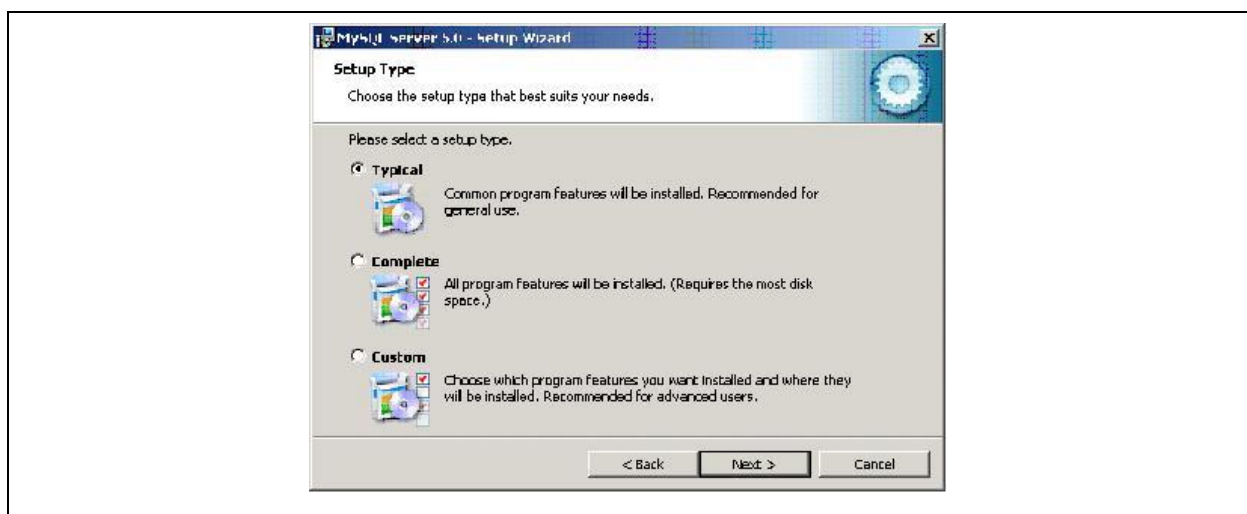 MySQL Server 5.0 - Setup Wizard
Setup Type
Choose the setup type that best suits your needs.
Please select a setup type.
Typical
Common program features will be installed. Recommended for
general use.
Complete
All program features will be installed. (Requires the most disk
space.)
Custom
Choose which program features you want installed and where they
will be installed. Recommended for advanced users.
< Back
Next >
Cancel